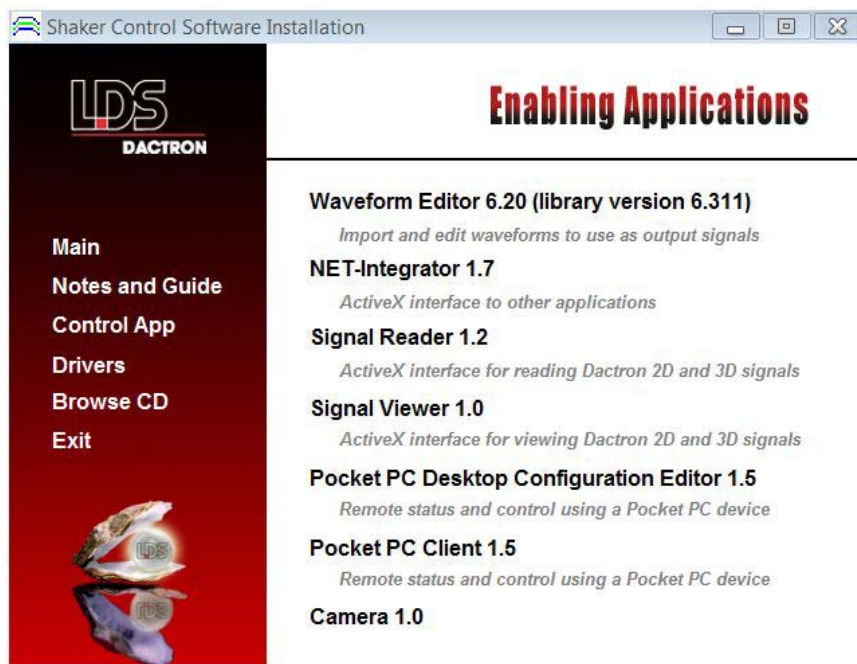 Shaker Control Software Installation
LDS
DACTRON
Enabling Applications
Main
Notes and Guide
Control App
Drivers
Browse CD
Exit
LDS
Waveform Editor 6.20 (library version 6.311)
Import and edit waveforms to use as output signals
NET-Integrator 1.7
ActiveX interface to other applications
Signal Reader 1.2
ActiveX interface for reading Dactron 2D and 3D signals
Signal Viewer 1.0
ActiveX interface for viewing Dactron 2D and 3D signals
Pocket PC Desktop Configuration Editor 1.5
Remote status and control using a Pocket PC device
Pocket PC Client 1.5
Remote status and control using a Pocket PC device
Camera 1.0